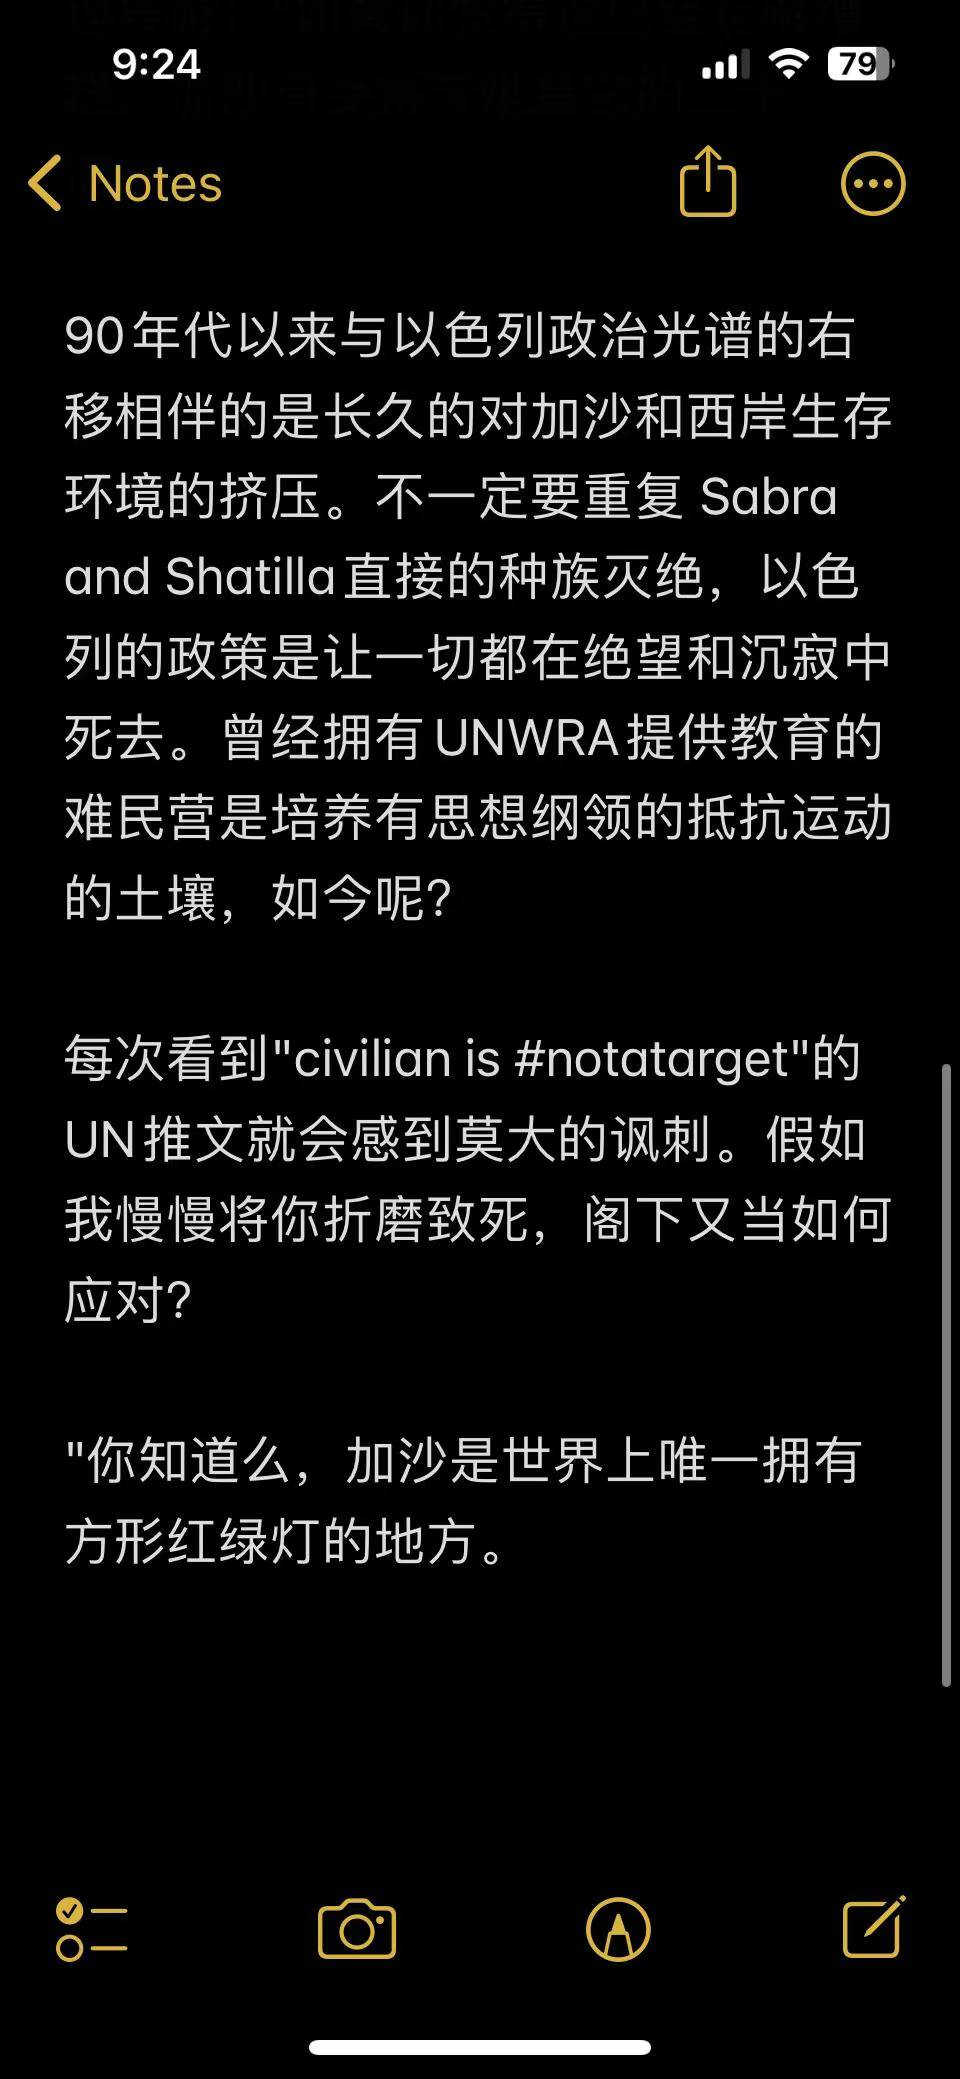 9:24
79
Notes
90年代以来与以色列政治光谱的右
移相伴的是长久的对加沙和西岸生存
环境的挤压。不一定要重复 Sabra
and Shatilla直接的种族灭绝，以色
列的政策是让一切都在绝望和沉寂中
死去。曾经拥有UNWRA提供教育的
难民营是培养有思想纲领的抵抗运动
的土壤，如今呢?
每次看到"civilian is #notatarget"的
UN推文就会感到莫大的讽刺。假如
我慢慢将你折磨致死，阁下又当如何
应对?
"你知道么，加沙是世界上唯一拥有
方形红绿灯的地方。